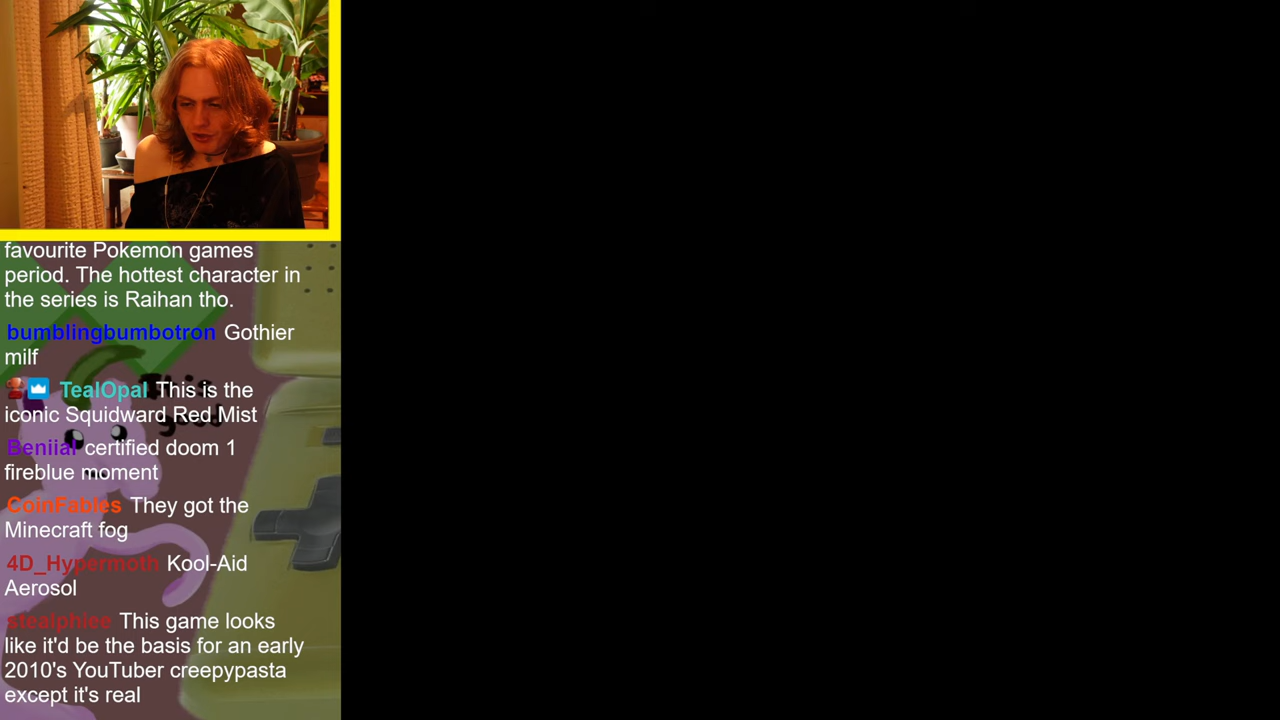 favourite Pokemon games
period. The hottest character in
the series is Raihan tho.
bumblingbumbotron Gothier
milf
TealOpal This is the
iconic Squidward Red Mist
Beniial certified doom 1
fireblue moment
CoinFables They got the
Minecraft fog
4D_Hypermoth Kool-Aid
Aerosol
stealphlee This game looks
like it'd be the basis for an early
2010's YouTuber creepypasta
except it's real